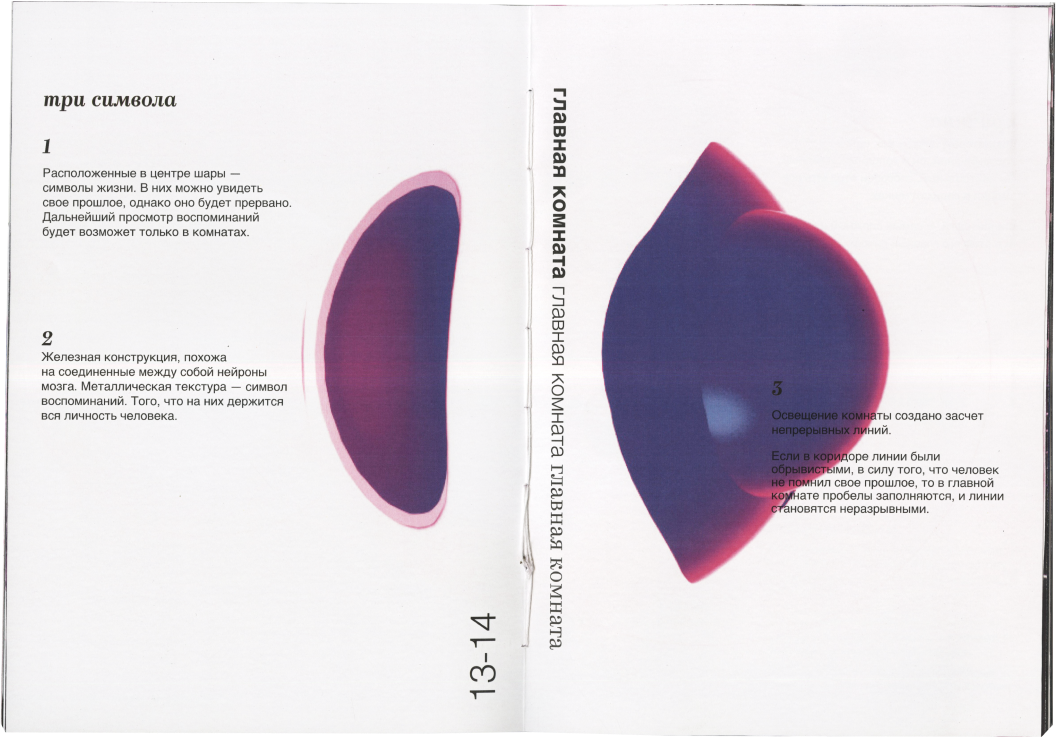 три символа
1
Расположенные в центре шары —
символы жизни. В них можно увидеть
свое прошлое, однако оно будет прервано.
Дальнейший просмотр воспоминаний
будет возможет только в комнатах.
2
Железная конструкция, похожа
на соединенные между собой нейроны
мозга. Металлическая текстура — символ
воспоминаний. Того, что на них держится
вся личность человека.
13-14
главная комната главная комната главная комната
3
Освещение комнаты создано засчет
непрерывных линий.
Если в коридоре линии были
обрывистыми, в силу того, что человек
не помнил свое прошлое, то в главной
комнате пробелы заполняются, и линии
становятся неразрывными.